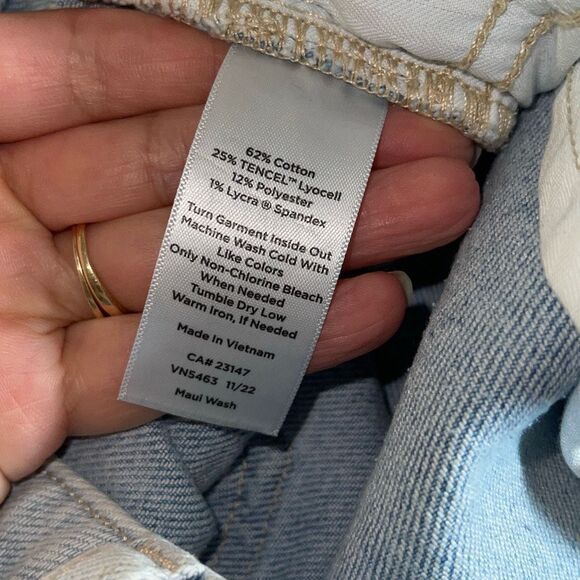 62% Cotton
25% TENCEL™ Lyocell
12% Polyester
1% Lycra ® Spandex
Turn Garment Inside Out
Machine Wash Cold With
Like Colors
Only Non-Chlorine Bleach
When Needed
Tumble Dry Low
Warm Iron, If Needed
Made In Vietnam
CA# 23147
VN5463 11/22
Maui Wash